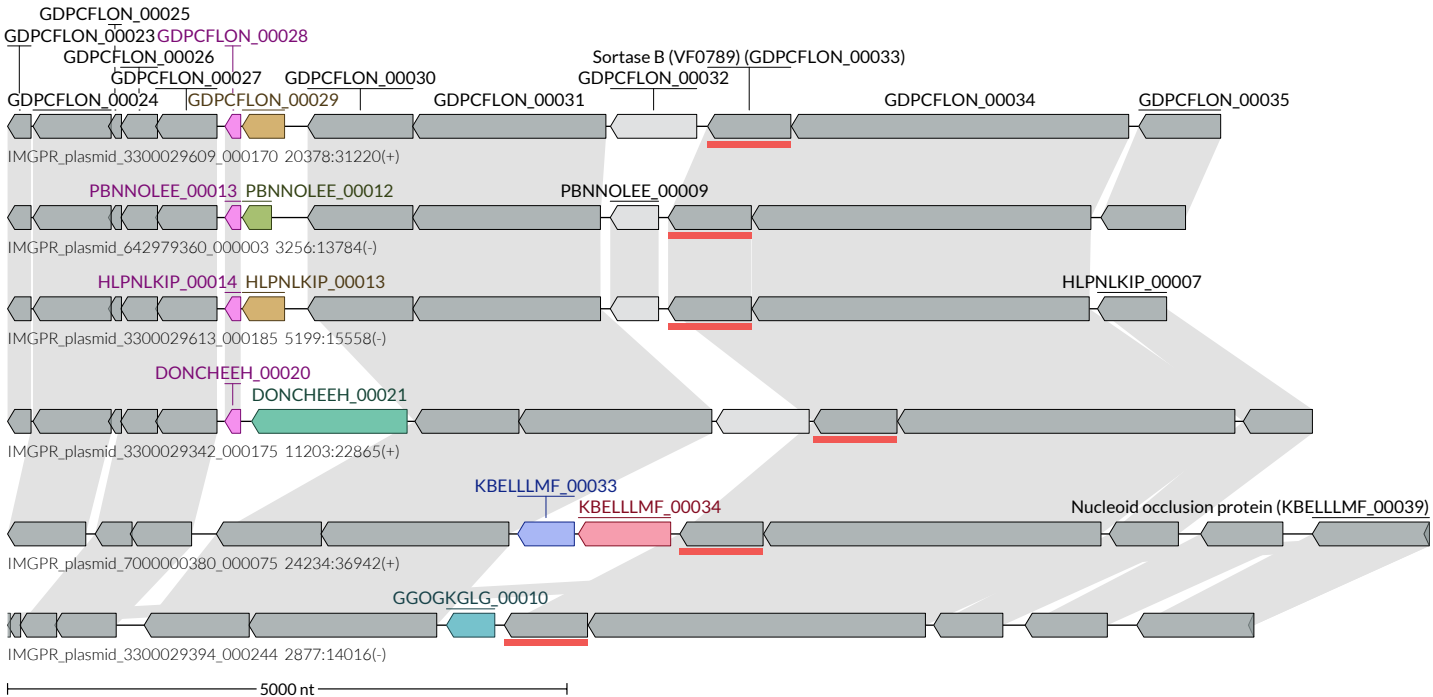 GDPCFLON_00025
GDPCFLON_00023 GDPCFLON_00028
GDPCFLON_00026 Sortase B (VF0789) (GDPCFLON_00033)
GDPCFLON_00027 GDPCFLON_00030 GDPCFLON_00032
GDPCFLON_00024 GDPCFLON_00029 GDPCFLON_00031 GDPCFLON_00034 GDPCFLON_00035
IMGPR_plasmid_3300029609_000170 20378:31220(+)
PBNNOLEE_00013 PBNNOLEE_00012 PBNNOLEE_00009
IMGPR_plasmid_642979360_000003 3256:13784(-)
HLPNLKIP_00014 HLPNLKIP_00013 HLPNLKIP_00007
IMGPR_plasmid_3300029613_000185 5199:15558(-)
DONCHEEH_00020
DONCHEEH_00021
IMGPR_plasmid_3300029342_000175 11203:22865(+)
KBELLLMF_00033
KBELLLMF_00034 Nucleoid occlusion protein (KBELLLMF_00039)
IMGPR_plasmid_7000000380_000075 24234:36942(+)
GGOGKGLG_00010
IMGPR_plasmid_3300029394_000244 2877:14016(-)
5000 nt